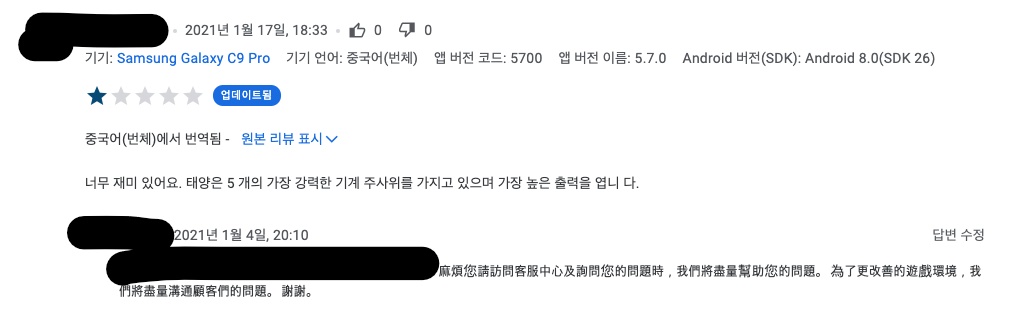 2021년 1월 17일, 18:33 · 0 0
기기: Samsung Galaxy C9 Pro 기기 언어: 중국어(번체) 앱 버전 코드: 5700 앱 버전 이름: 5.7.0 Android 버전(SDK): Android 8.0(SDK 26)
업데이트됨
중국어(번체)에서 번역됨 - 원본 리뷰 표시
너무 재미 있어요. 태양은 5 개의 가장 강력한 기계 주사위를 가지고 있으며 가장 높은 출력을 엽니 다.
2021년 1월 4일, 20:10 답변 수정
麻煩您請訪問客服中心及詢問您的問題時，我們將盡量幫助您的問題。 為了更改善的遊戲環境，我
們將盡量溝通顧客們的問題。 謝謝。